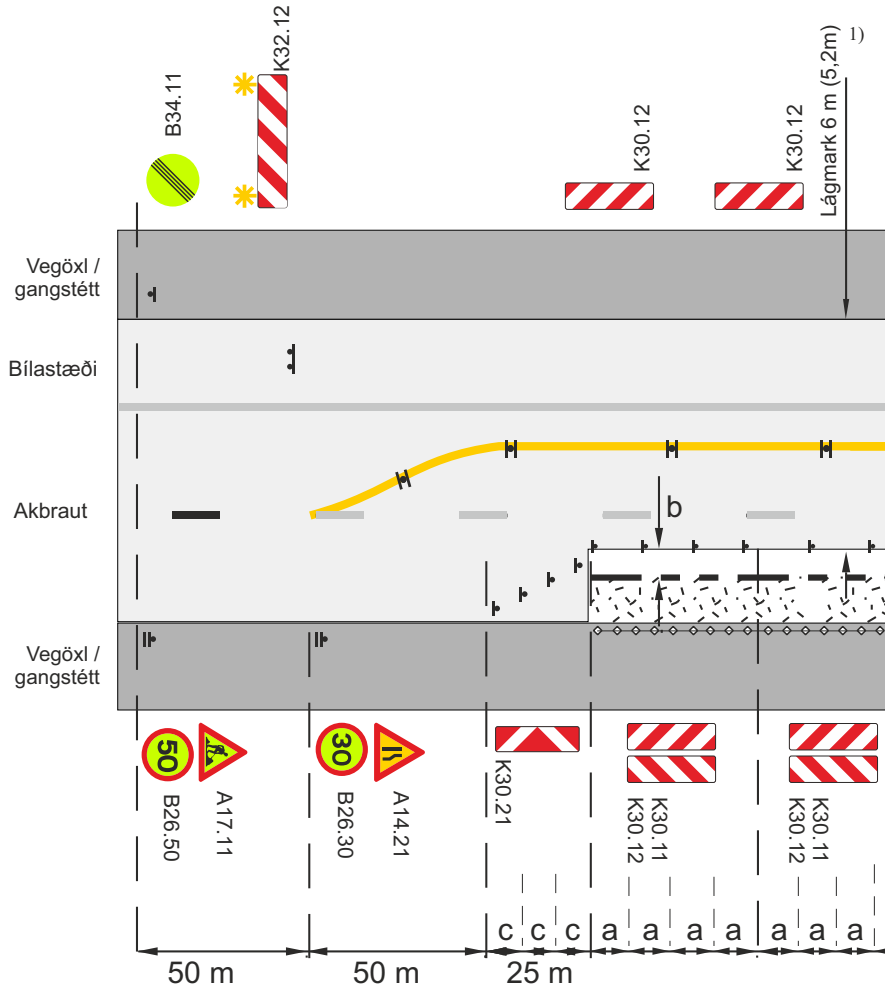 K32.12
B34.11
K30.12
K30.12
Lágmark 6 m (5,2m) 1)
Vegöxl /
gangstétt
Bílastæði
Akbraut
b
Vegöxl /
gangstétt
50
30
B26.50
A17.11
B26.30
A14.21
K30.21
K30.12
K30.11
K30.12
K30.11
c c c a a a a a a a
50 m 50 m 25 m